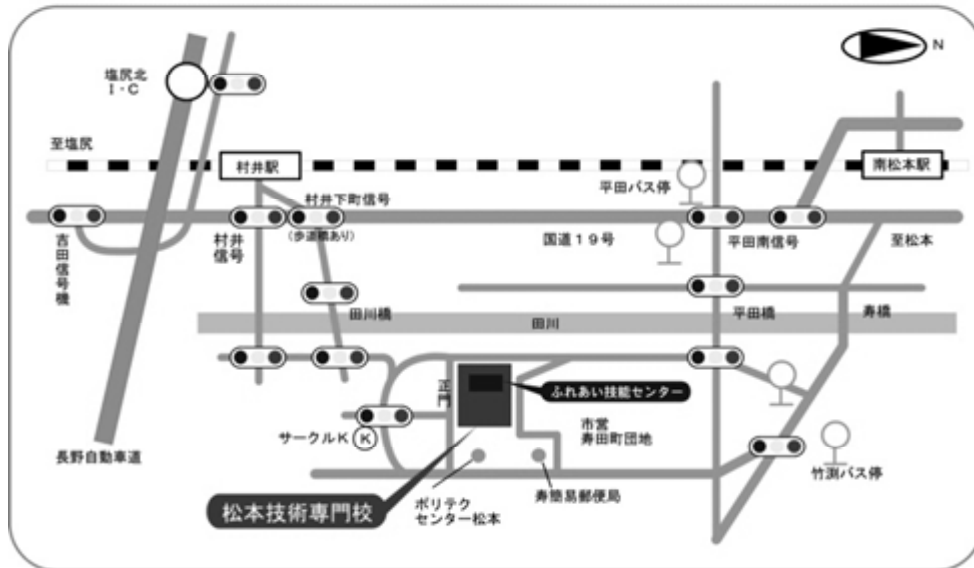 N
塩尻北
I・C
至塩尻
村井駅
南松本駅
平田バス停
村井下町信号
(歩道橋あり)
吉田信号機
村井
信号
国道19号
平田南信号
至松本
田川橋
田川
平田橋
寿橋
正門
ふれあい技能センター
サークルK
K
市営
寿田町団地
長野自動車道
竹渕バス停
松本技術専門校
ポリテク
センター松本
寿簡易郵便局